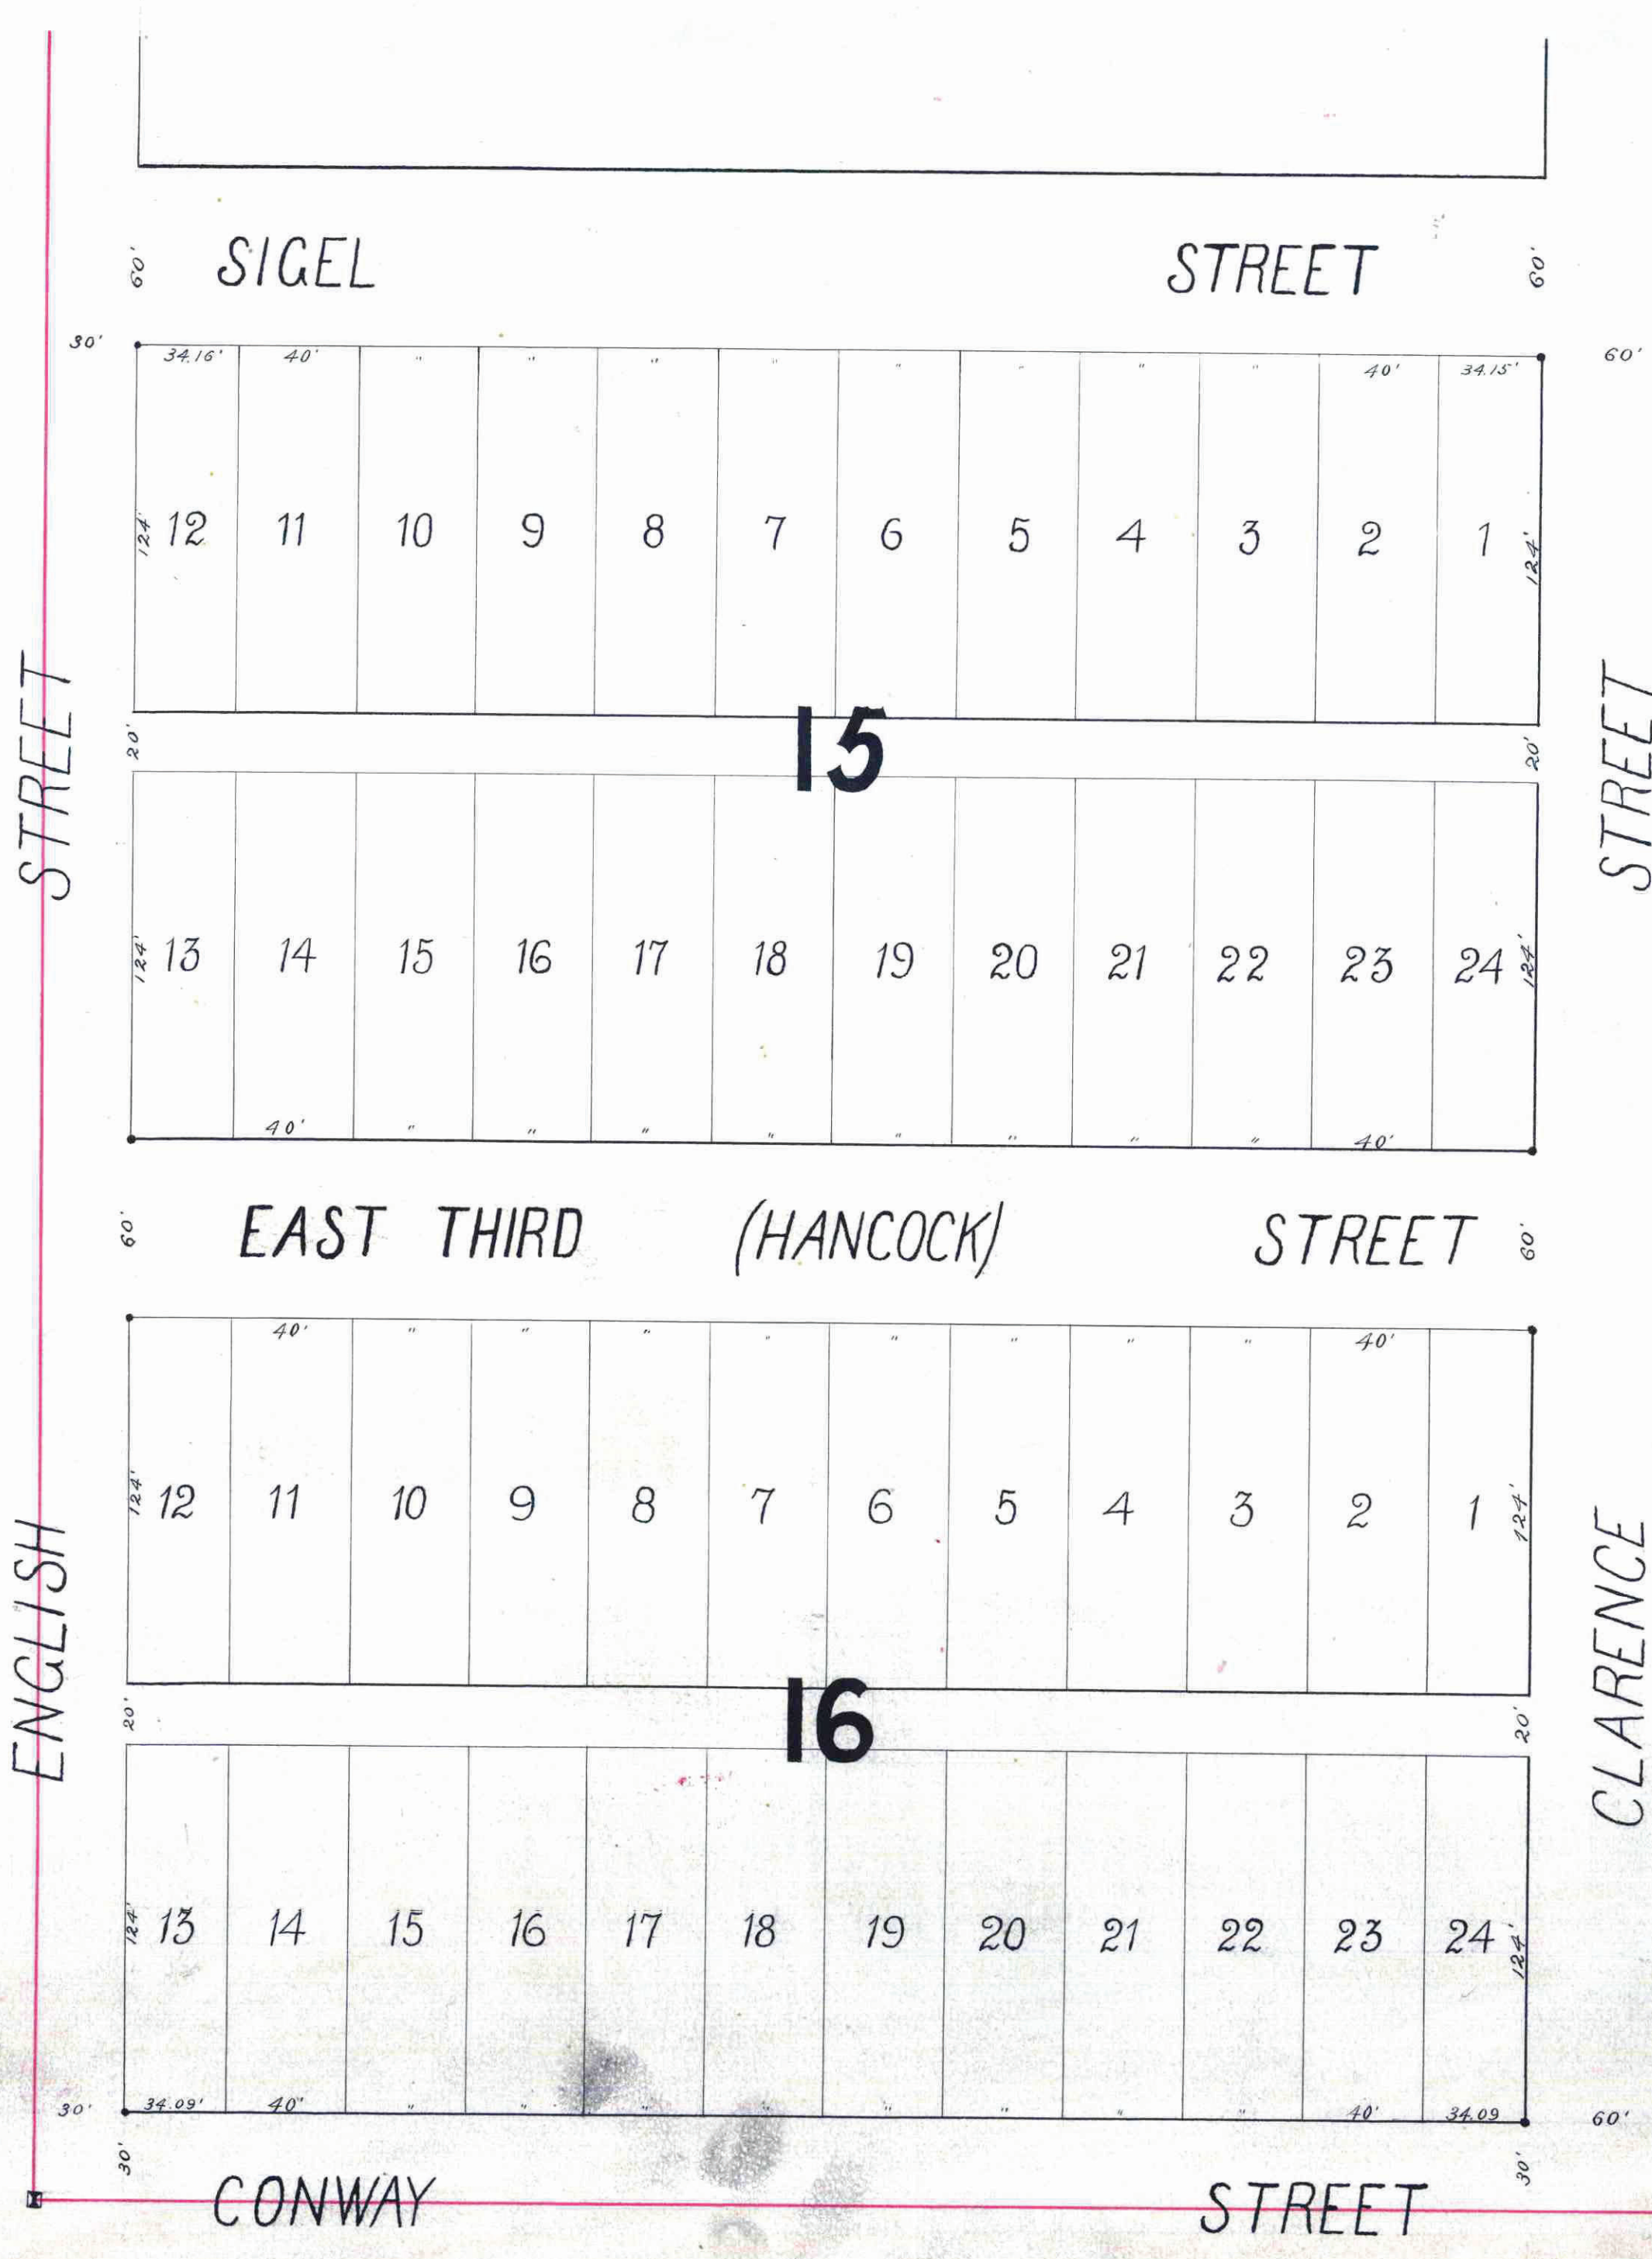 SIGEL STREET
60' 60'
30' 60'
34.16' 40' " " " " " " " " 40' 34.15'
124' 12 11 10 9 8 7 6 5 4 3 2 1 124'
STREET STREET
20' 15 20'
124' 13 14 15 16 17 18 19 20 21 22 23 24 124'
40' " " " " " " " " 40'
60' EAST THIRD (HANCOCK) STREET 60'
40' " " " " " " " " 40'
124' 12 11 10 9 8 7 6 5 4 3 2 1 124'
ENGLISH CLARENCE
20' 16 20'
124' 13 14 15 16 17 18 19 20 21 22 23 24 124'
30' 34.09' 40' " " " " " " " " 40' 34.09 60'
30' 30'
CONWAY STREET